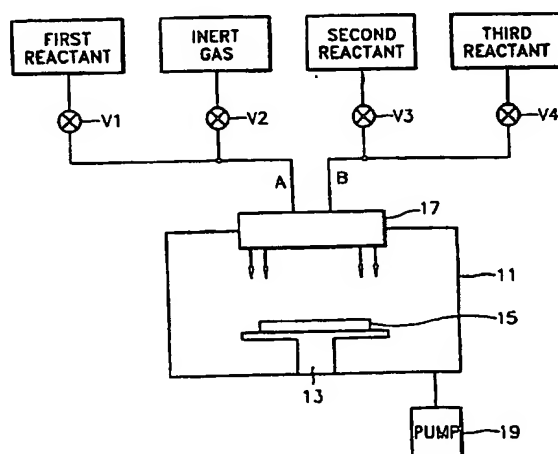 FIRST
REACTANT
INERT
GAS
SECOND
REACTANT
THIRD
REACTANT
V1
V2
V3
V4
A
B
17
11
15
13
PUMP
19